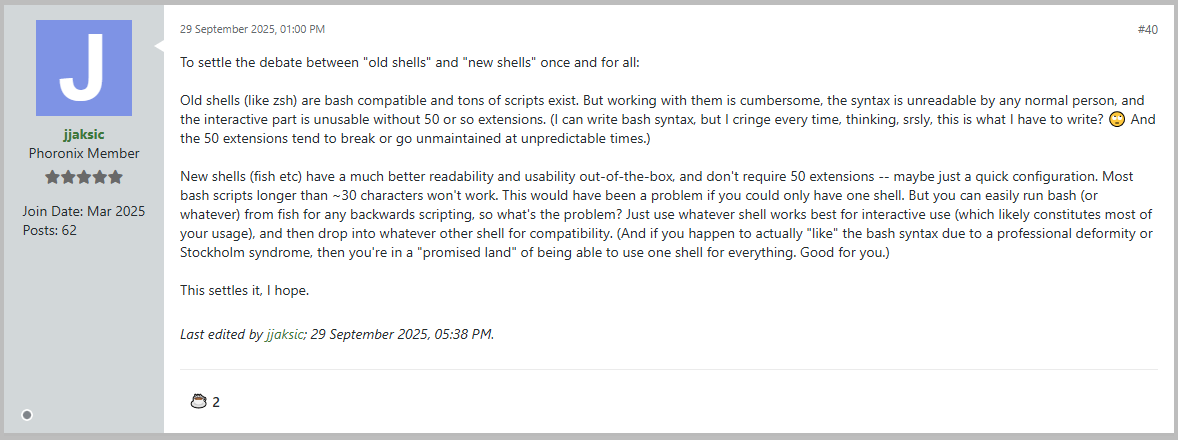 29 September 2025, 01:00 PM
#40
J
jjaksic
Phoronix Member
Join Date: Mar 2025
Posts: 62
To settle the debate between "old shells" and "new shells" once and for all:
Old shells (like zsh) are bash compatible and tons of scripts exist. But working with them is cumbersome, the syntax is unreadable by any normal person, and
the interactive part is unusable without 50 or so extensions. (I can write bash syntax, but I cringe every time, thinking, srsly, this is what I have to write? 🙄 And
the 50 extensions tend to break or go unmaintained at unpredictable times.)
New shells (fish etc) have a much better readability and usability out-of-the-box, and don't require 50 extensions -- maybe just a quick configuration. Most
bash scripts longer than ~30 characters won't work. This would have been a problem if you could only have one shell. But you can easily run bash (or
whatever) from fish for any backwards scripting, so what's the problem? Just use whatever shell works best for interactive use (which likely constitutes most of
your usage), and then drop into whatever other shell for compatibility. (And if you happen to actually "like" the bash syntax due to a professional deformity or
Stockholm syndrome, then you're in a "promised land" of being able to use one shell for everything. Good for you.)
This settles it, I hope.
Last edited by jjaksic; 29 September 2025, 05:38 PM.
2